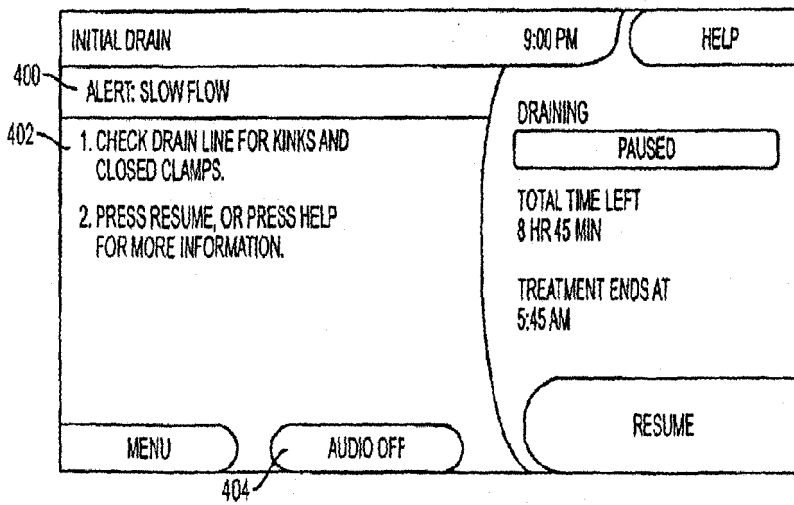 INITIAL DRAIN 9:00 PM HELP
400 ALERT: SLOW FLOW
DRAINING
402 1. CHECK DRAIN LINE FOR KINKS AND
CLOSED CLAMPS.
PAUSED
2. PRESS RESUME, OR PRESS HELP
FOR MORE INFORMATION.
TOTAL TIME LEFT
8 HR 45 MIN
TREATMENT ENDS AT
5:45 AM
MENU AUDIO OFF RESUME
404